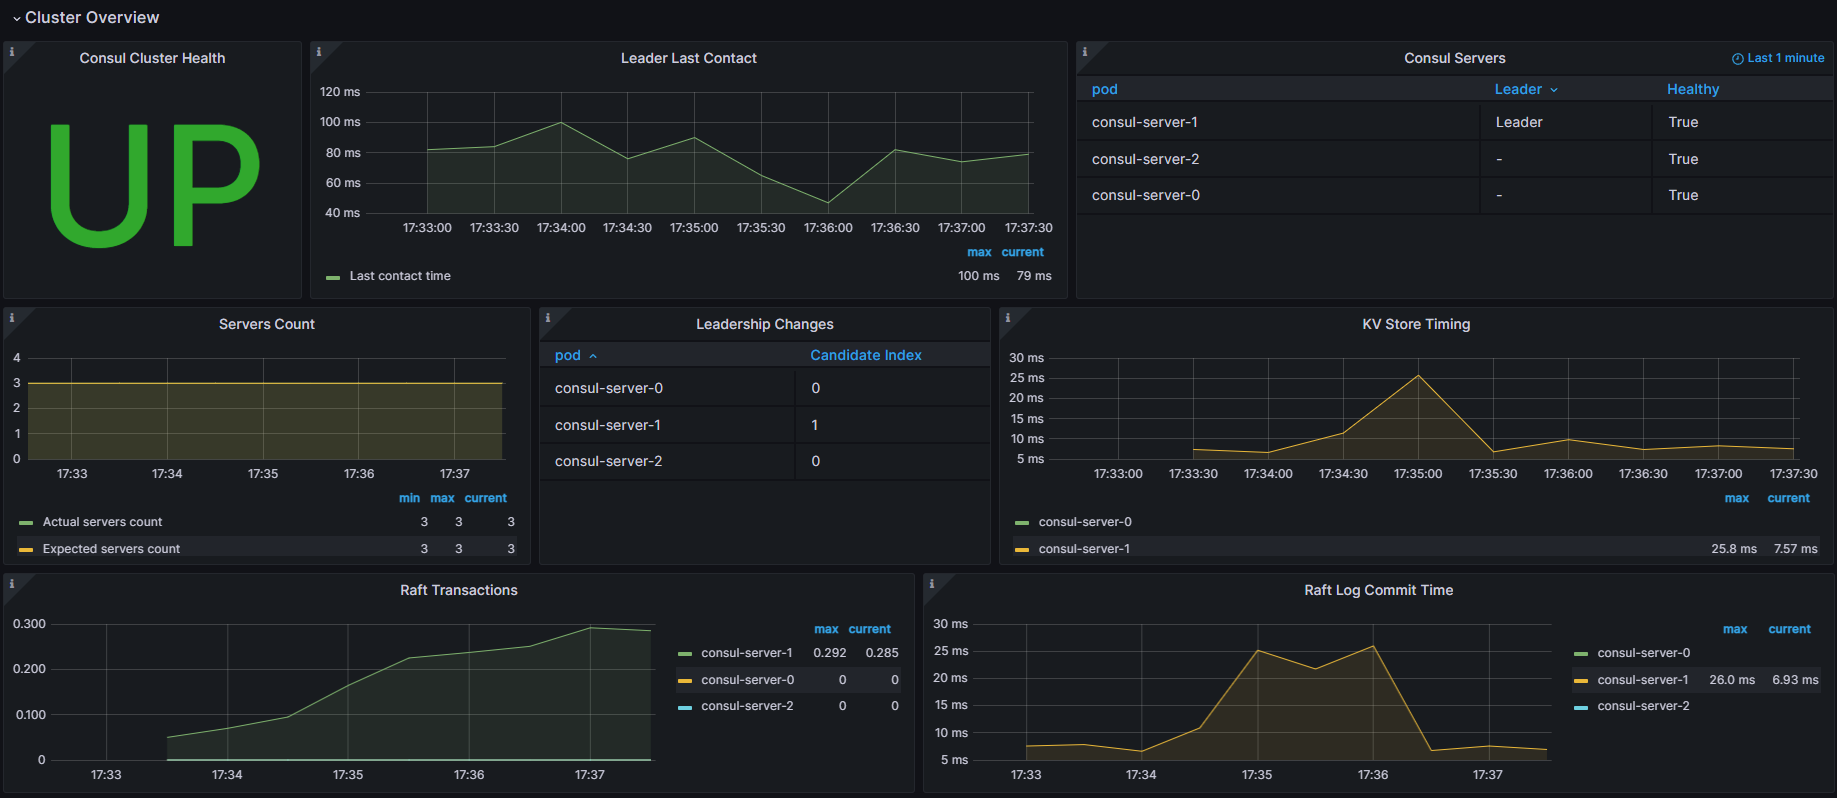 Cluster Overview
Consul Cluster Health
UP
Leader Last Contact
120 ms
100 ms
80 ms
60 ms
40 ms
17:33:00 17:33:30 17:34:00 17:34:30 17:35:00 17:35:30 17:36:00 17:36:30 17:37:00 17:37:30
max current
Last contact time 100 ms 79 ms
Consul Servers
Last 1 minute
pod Leader Healthy
consul-server-1 Leader True
consul-server-2 - True
consul-server-0 - True
Servers Count
4
3
2
1
0
17:33 17:34 17:35 17:36 17:37
min max current
Actual servers count 3 3 3
Expected servers count 3 3 3
Leadership Changes
pod Candidate Index
consul-server-0 0
consul-server-1 1
consul-server-2 0
KV Store Timing
30 ms
25 ms
20 ms
15 ms
10 ms
5 ms
17:33:00 17:33:30 17:34:00 17:34:30 17:35:00 17:35:30 17:36:00 17:36:30 17:37:00 17:37:30
max current
consul-server-0
consul-server-1 25.8 ms 7.57 ms
Raft Transactions
0.300
0.200
0.100
0
17:33 17:34 17:35 17:36 17:37
max current
consul-server-1 0.292 0.285
consul-server-0 0 0
consul-server-2 0 0
Raft Log Commit Time
30 ms
25 ms
20 ms
15 ms
10 ms
5 ms
17:33 17:34 17:35 17:36 17:37
max current
consul-server-0
consul-server-1 26.0 ms 6.93 ms
consul-server-2